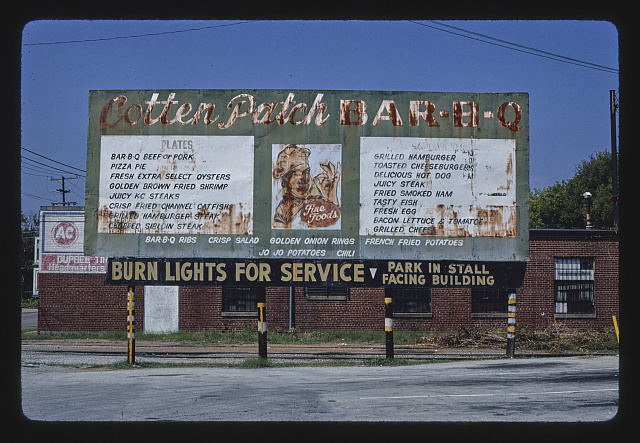 Cotten Patch BAR-B-Q
PLATES
BAR-B-Q BEEF or PORK
PIZZA PIE
FRESH EXTRA SELECT OYSTERS
GOLDEN BROWN FRIED SHRIMP
JUICY KC STEAKS
CRISP FRIED CHANNEL CATFISH
GRILLED HAMBURGER STEAK
CHOPPED SIRLOIN STEAK
Fine
Foods
GRILLED HAMBURGER
TOASTED CHEESEBURGERS
DELICIOUS HOT DOG
JUICY STEAK
FRIED SMOKED HAM
TASTY FISH
FRESH EGG
BACON LETTUCE & TOMATOE
GRILLED CHEESE
BAR-B-Q RIBS CRISP SALAD GOLDEN ONION RINGS FRENCH FRIED POTATOES
JO JO POTATOES CHILI
BURN LIGHTS FOR SERVICE
PARK IN STALL
FACING BUILDING
AC
DUPREE
Headquarters